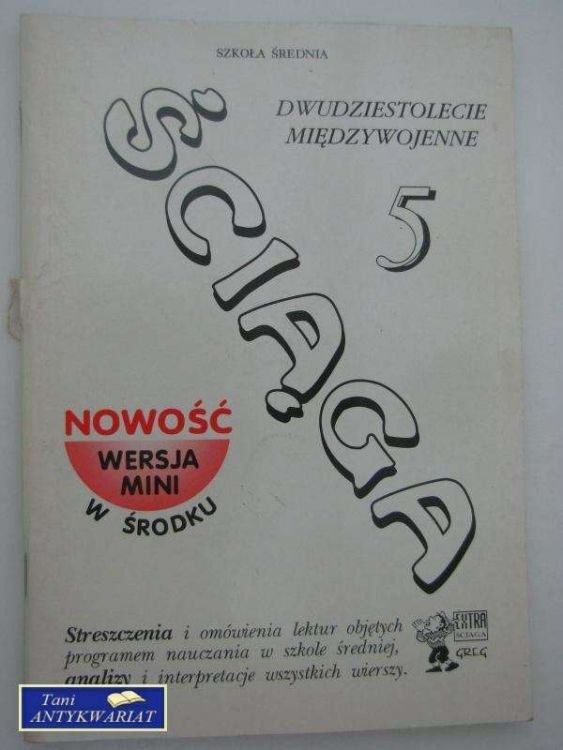 SZKOŁA ŚREDNIA
DWUDZIESTOLECIE
MIĘDZYWOJENNE
5
ŚCIĄGA
NOWOŚĆ
WERSJA
MINI
W ŚRODKU
Streszczenia i omówienia lektur objętych
programem nauczania w szkole średniej,
analizy i interpretacje wszystkich wierszy.
EXTRA
ŚCIĄGA
GREG
Tani
ANTYKWARIAT